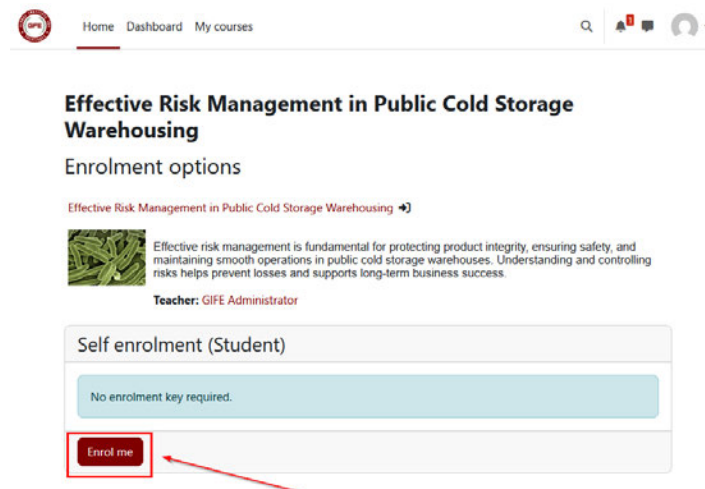 GIFE Home Dashboard My courses 1
Effective Risk Management in Public Cold Storage
Warehousing
Enrolment options
Effective Risk Management in Public Cold Storage Warehousing
Effective risk management is fundamental for protecting product integrity, ensuring safety, and
maintaining smooth operations in public cold storage warehouses. Understanding and controlling
risks helps prevent losses and supports long-term business success.
Teacher: GIFE Administrator
Self enrolment (Student)
No enrolment key required.
Enrol me